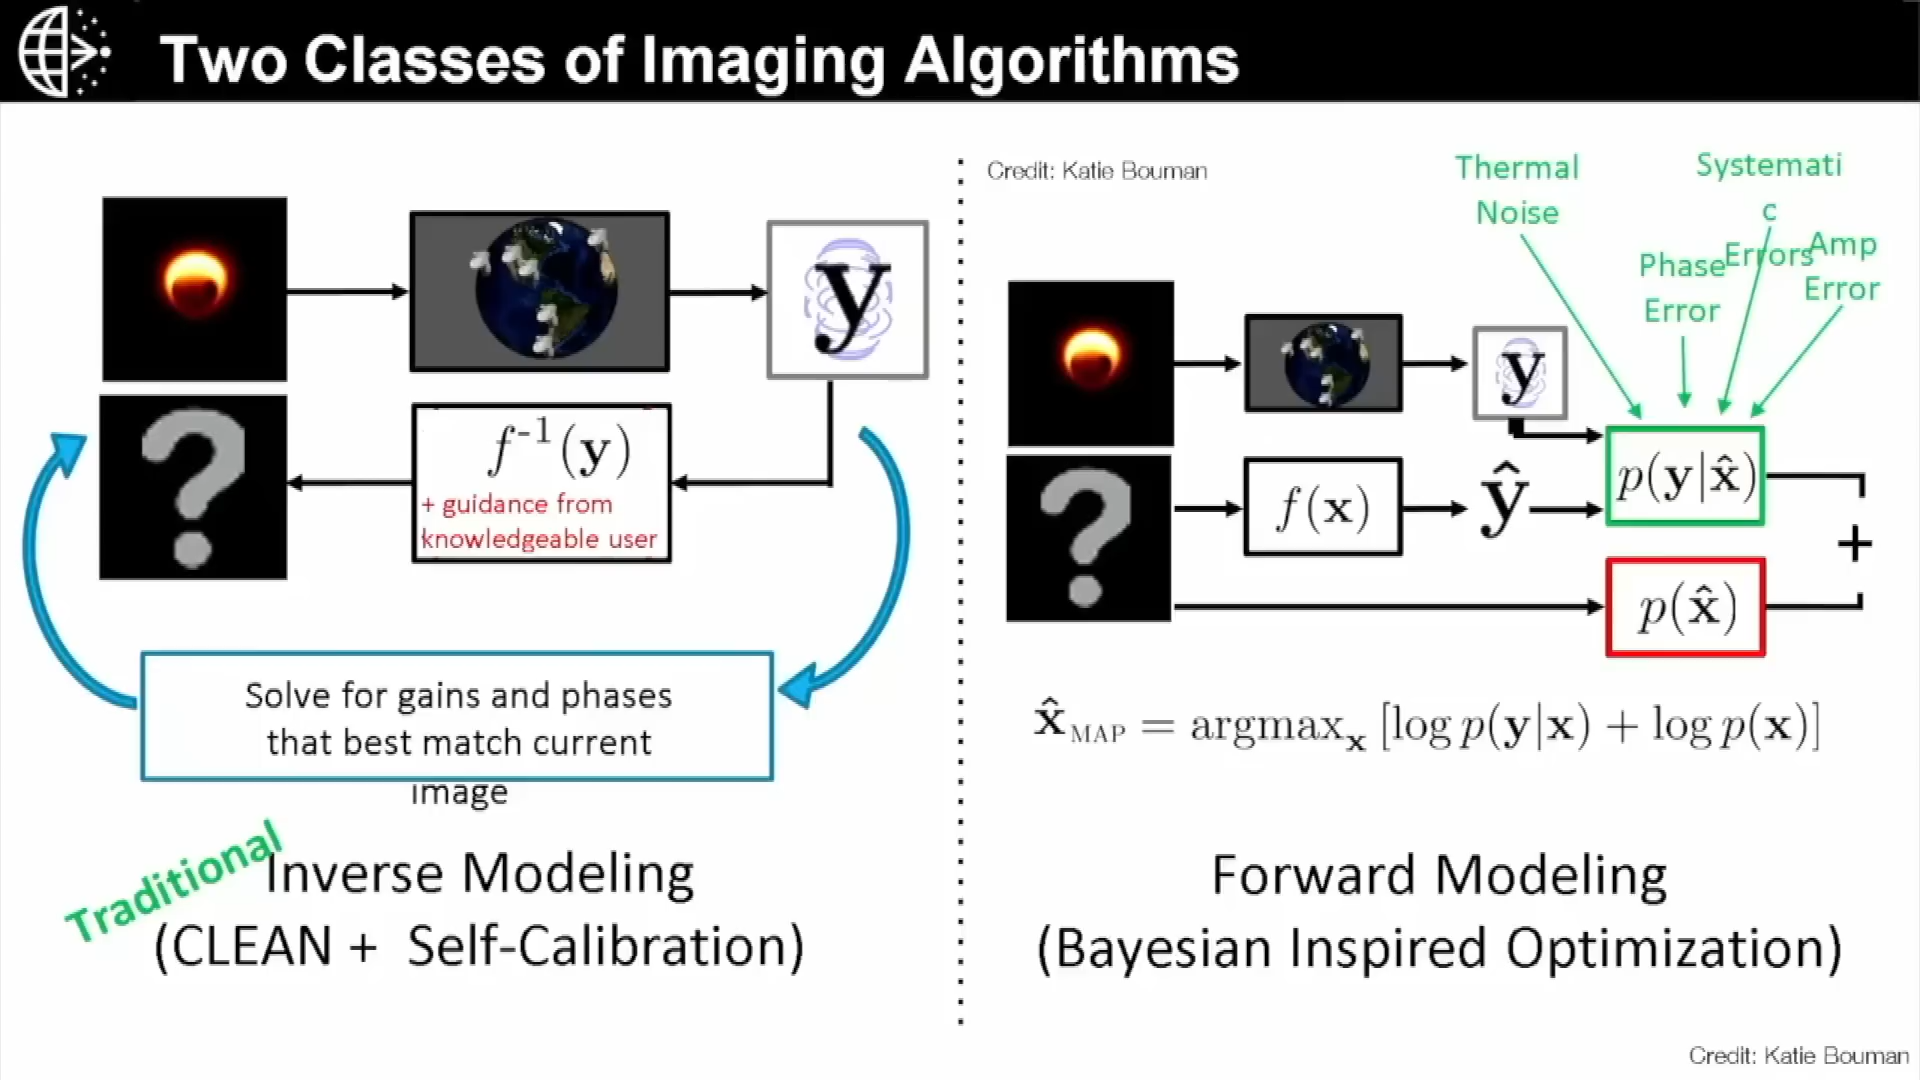 Two Classes of Imaging Algorithms
y
f⁻¹(y)
+ guidance from
knowledgeable user
Solve for gains and phases
that best match current
image
Traditional
Inverse Modeling
(CLEAN + Self-Calibration)
Credit: Katie Bouman
Thermal
Noise
Systemati
c
Errors
Phase
Error
Amp
Error
y
p(y|x̂)
f(x)
ŷ
+
p(x̂)
x̂MAP = argmaxₓ [log p(y|x) + log p(x)]
Forward Modeling
(Bayesian Inspired Optimization)
Credit: Katie Bouman